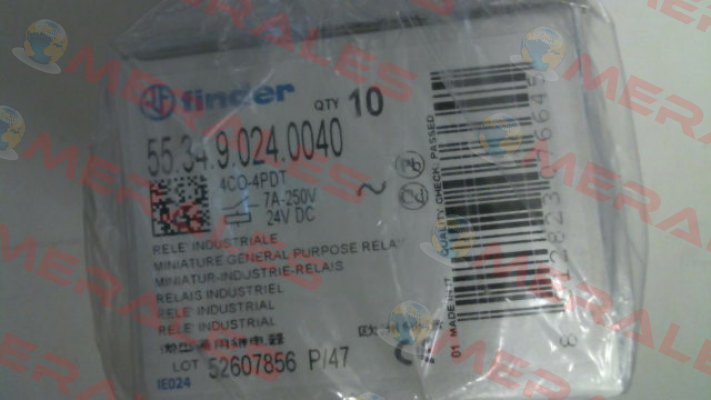 finder QTY 10
55.34.9.024.0040
4CO-4PDT
7A-250V ~
24V DC
RELE' INDUSTRIALE
MINIATURE GENERAL PURPOSE RELAY
MINIATUR-INDUSTRIE-RELAIS
RELAIS INDUSTRIEL
RELE' INDUSTRIAL
RELE' INDUSTRIAL
LOT 52607856 P/47
IE024
QUALITY CHECK PASSED
01 MADE IN IT
MERALES